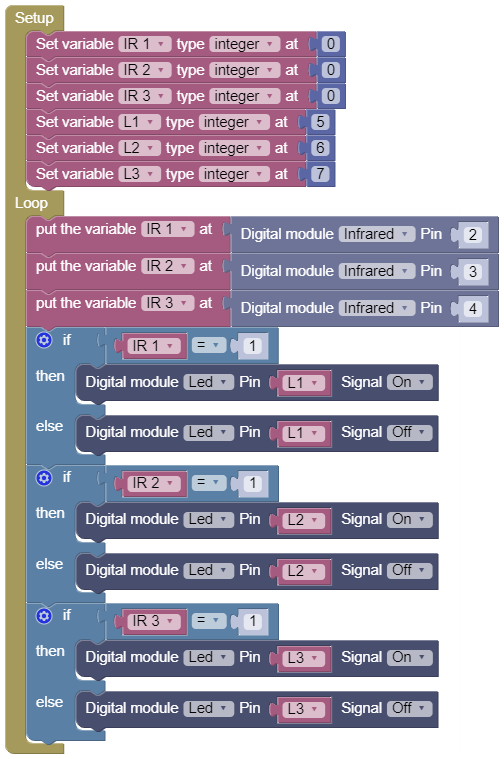 Setup
Set variable IR 1 type integer at 0
Set variable IR 2 type integer at 0
Set variable IR 3 type integer at 0
Set variable L1 type integer at 5
Set variable L2 type integer at 6
Set variable L3 type integer at 7
Loop
put the variable IR 1 at Digital module Infrared Pin 2
put the variable IR 2 at Digital module Infrared Pin 3
put the variable IR 3 at Digital module Infrared Pin 4
if IR 1 = 1
then Digital module Led Pin L1 Signal On
else Digital module Led Pin L1 Signal Off
if IR 2 = 1
then Digital module Led Pin L2 Signal On
else Digital module Led Pin L2 Signal Off
if IR 3 = 1
then Digital module Led Pin L3 Signal On
else Digital module Led Pin L3 Signal Off